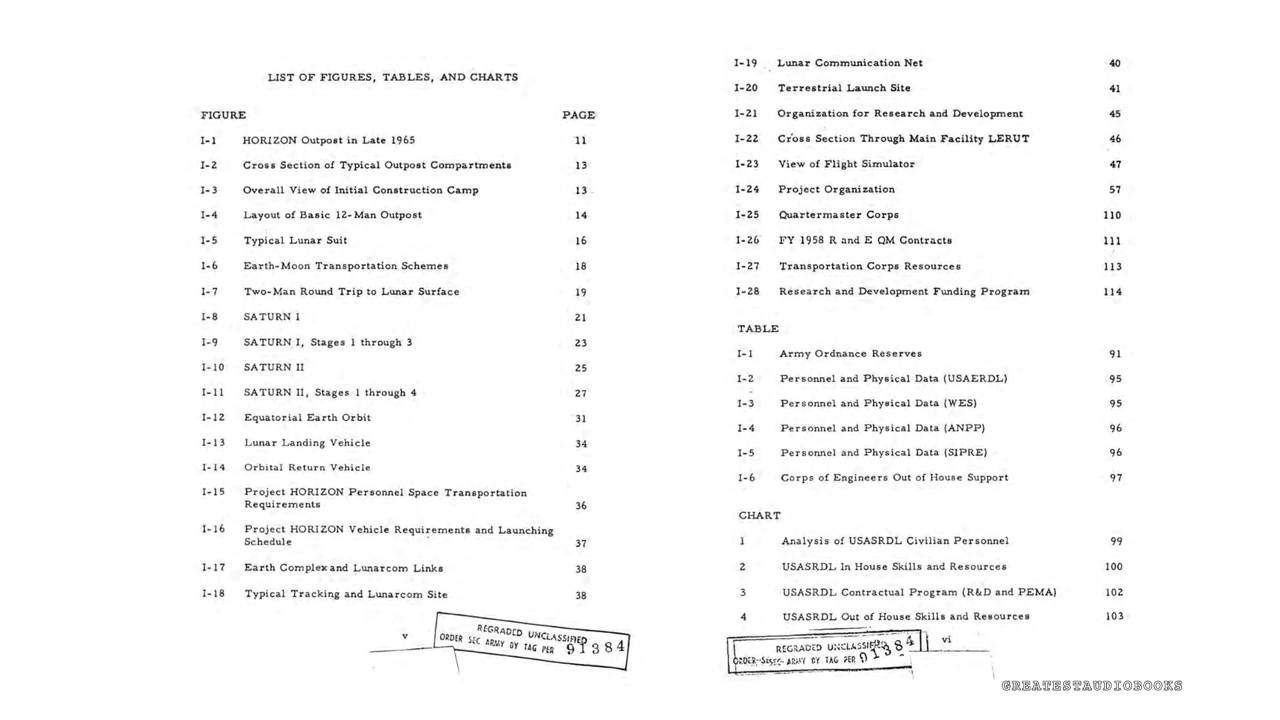 LIST OF FIGURES, TABLES, AND CHARTS
FIGURE PAGE
I-1 HORIZON Outpost in Late 1965 11
I-2 Cross Section of Typical Outpost Compartments 13
I-3 Overall View of Initial Construction Camp 13
I-4 Layout of Basic 12-Man Outpost 14
I-5 Typical Lunar Suit 16
I-6 Earth-Moon Transportation Schemes 18
I-7 Two-Man Round Trip to Lunar Surface 19
I-8 SATURN I 21
I-9 SATURN I, Stages 1 through 3 23
I-10 SATURN II 25
I-11 SATURN II, Stages 1 through 4 27
I-12 Equatorial Earth Orbit 31
I-13 Lunar Landing Vehicle 34
I-14 Orbital Return Vehicle 34
I-15 Project HORIZON Personnel Space Transportation
Requirements 36
I-16 Project HORIZON Vehicle Requirements and Launching
Schedule 37
I-17 Earth Complex and Lunarcom Links 38
I-18 Typical Tracking and Lunarcom Site 38
v
REGRADED UNCLASSIFIED
ORDER SEC ARMY BY TAG PER 91384
I-19 Lunar Communication Net 40
I-20 Terrestrial Launch Site 41
I-21 Organization for Research and Development 45
I-22 Cross Section Through Main Facility LERUT 46
I-23 View of Flight Simulator 47
I-24 Project Organization 57
I-25 Quartermaster Corps 110
I-26 FY 1958 R and E QM Contracts 111
I-27 Transportation Corps Resources 113
I-28 Research and Development Funding Program 114
TABLE
I-1 Army Ordnance Reserves 91
I-2 Personnel and Physical Data (USAERDL) 95
I-3 Personnel and Physical Data (WES) 95
I-4 Personnel and Physical Data (ANPP) 96
I-5 Personnel and Physical Data (SIPRE) 96
I-6 Corps of Engineers Out of House Support 97
CHART
1 Analysis of USASRDL Civilian Personnel 99
2 USASRDL In House Skills and Resources 100
3 USASRDL Contractual Program (R&D and PEMA) 102
4 USASRDL Out of House Skills and Resources 103
vi
REGRADED UNCLASSIFIED
ORDER SEC ARMY BY TAG PER 91384
GREATESTAUDIOBOOKS